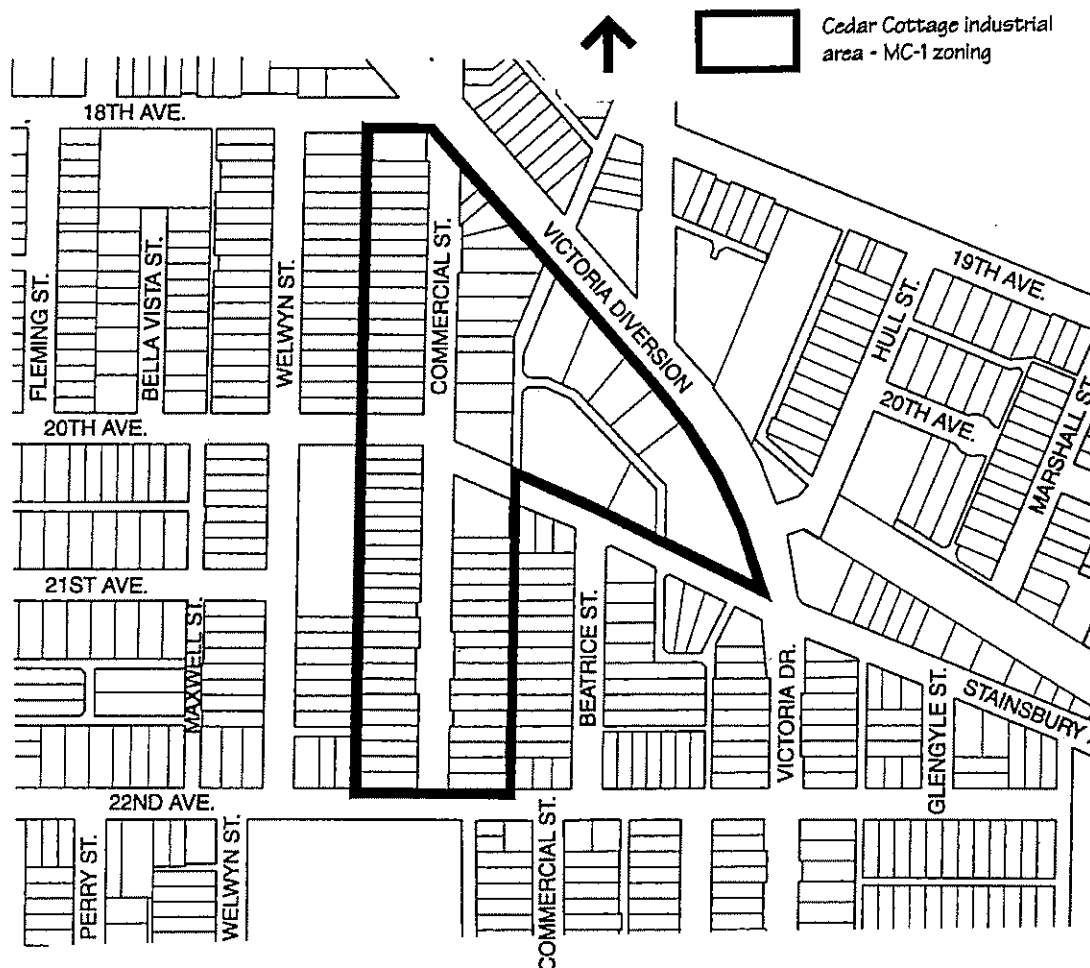 Cedar Cottage industrial
area - MC-1 zoning
18TH AVE.
FLEMING ST.
BELLA VISTA ST.
WELWYN ST.
COMMERCIAL ST.
VICTORIA DIVERSION
HULL ST.
19TH AVE.
20TH AVE.
MARSHALL ST.
20TH AVE.
21ST AVE.
MAXWELL ST.
BEATRICE ST.
VICTORIA DR.
GLENGYLE ST.
STAINSBURY
22ND AVE.
PERRY ST.
WELWYN ST.
COMMERCIAL ST.